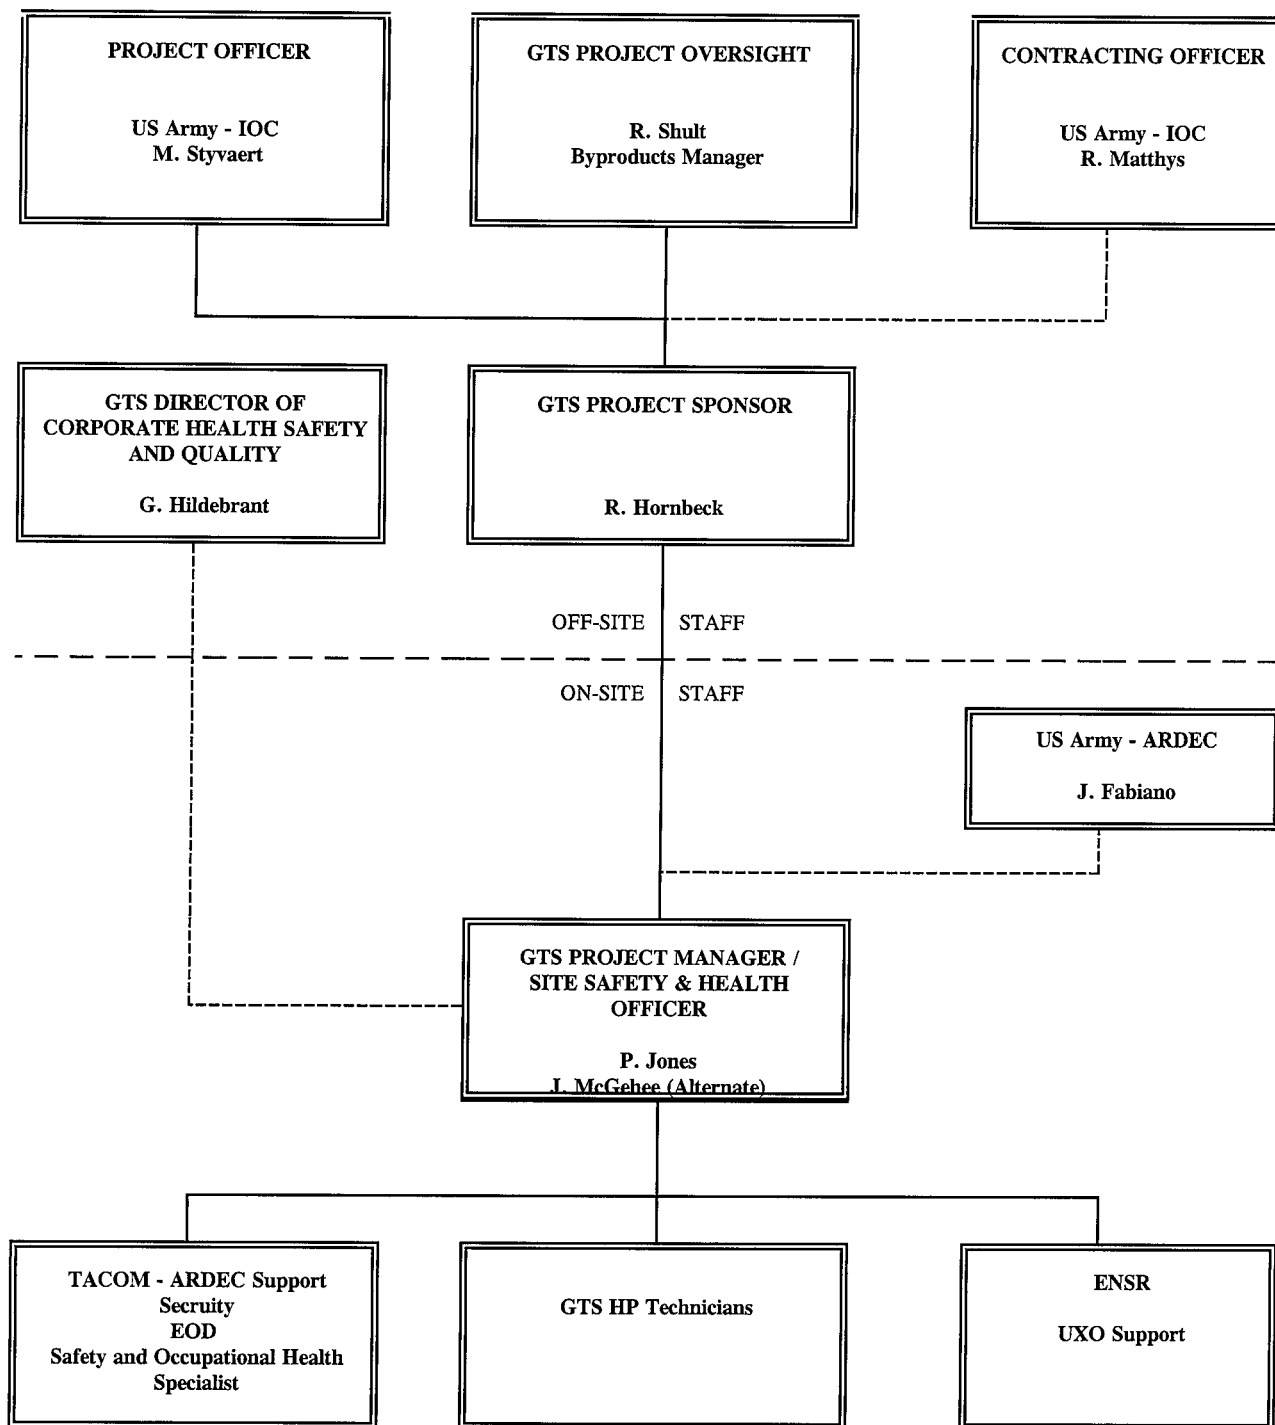 PROJECT OFFICER
US Army - IOC
M. Styvaert
GTS PROJECT OVERSIGHT
R. Shult
Byproducts Manager
CONTRACTING OFFICER
US Army - IOC
R. Matthys
GTS DIRECTOR OF
CORPORATE HEALTH SAFETY
AND QUALITY
G. Hildebrant
GTS PROJECT SPONSOR
R. Hornbeck
OFF-SITE STAFF
ON-SITE STAFF
US Army - ARDEC
J. Fabiano
GTS PROJECT MANAGER /
SITE SAFETY & HEALTH
OFFICER
P. Jones
J. McGehee (Alternate)
TACOM - ARDEC Support
Secruity
EOD
Safety and Occupational Health
Specialist
GTS HP Technicians
ENSR
UXO Support